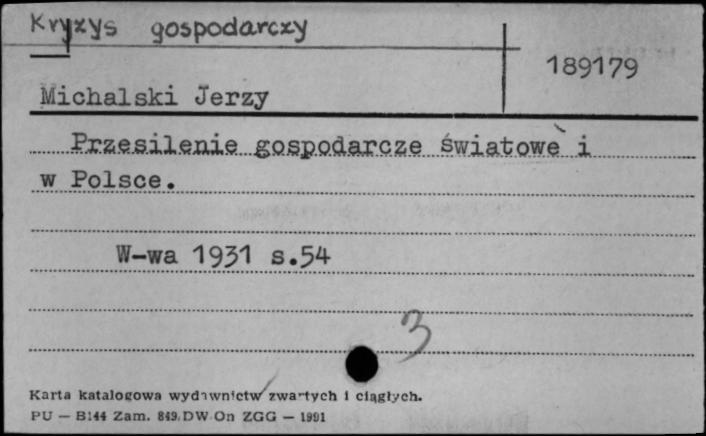 Kryzys gospodarczy
189179
Michalski Jerzy
Przesilenie gospodarcze światowe i
w Polsce.
W-wa 1931 s.54
3
Karta katalogowa wydawnictw zwartych i ciągłych.
PU — B144 Zam. 849. DW On ZGG — 1991